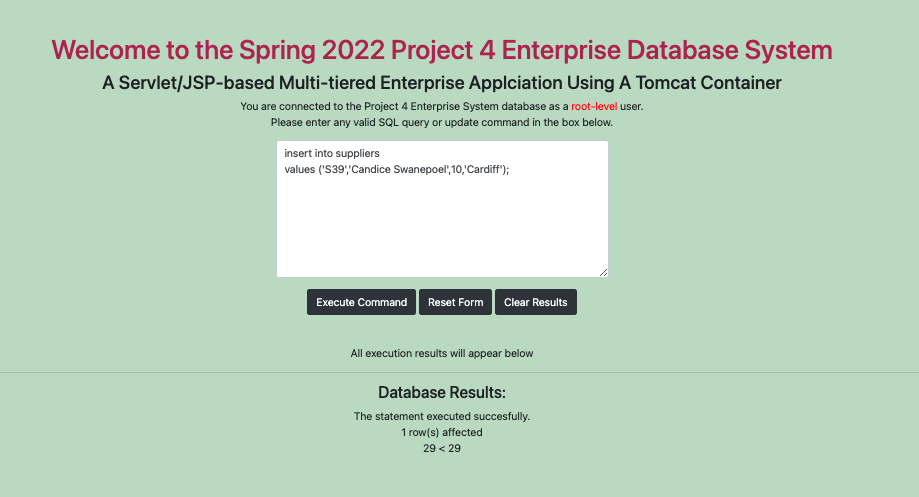 Welcome to the Spring 2022 Project 4 Enterprise Database System
A Servlet/JSP-based Multi-tiered Enterprise Applciation Using A Tomcat Container
You are connected to the Project 4 Enterprise System database as a root-level user.
Please enter any valid SQL query or update command in the box below.
insert into suppliers
values ('S39','Candice Swanepoel',10,'Cardiff');
Execute Command Reset Form Clear Results
All execution results will appear below
Database Results:
The statement executed succesfully.
1 row(s) affected
29 < 29